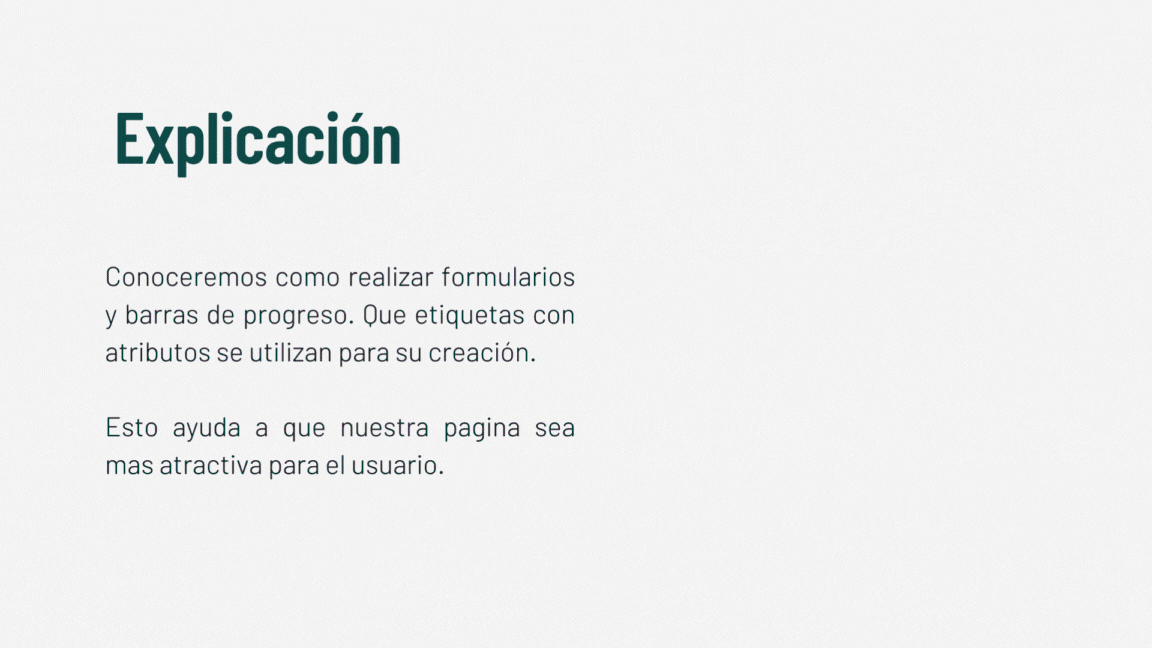 Explicación
Conoceremos como realizar formularios
y barras de progreso. Que etiquetas con
atributos se utilizan para su creación.
Esto ayuda a que nuestra pagina sea
mas atractiva para el usuario.